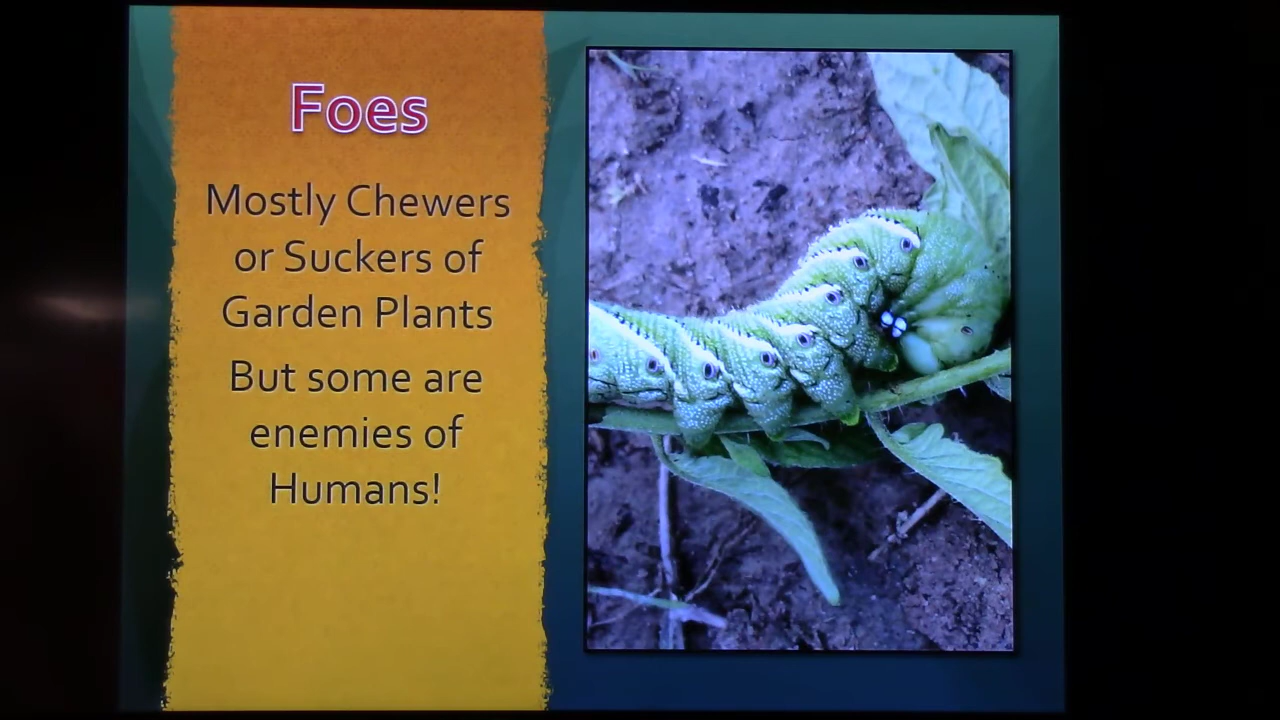 Foes
Mostly Chewers
or Suckers of
Garden Plants
But some are
enemies of
Humans!